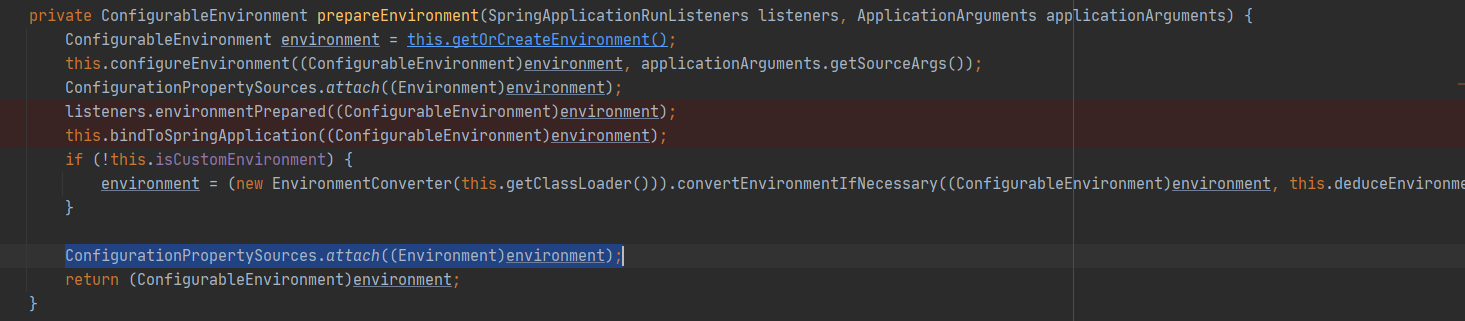 private ConfigurableEnvironment prepareEnvironment(SpringApplicationRunListeners listeners, ApplicationArguments applicationArguments) {
    ConfigurableEnvironment environment = this.getOrCreateEnvironment();
    this.configureEnvironment((ConfigurableEnvironment)environment, applicationArguments.getSourceArgs());
    ConfigurationPropertySources.attach((Environment)environment);
    listeners.environmentPrepared((ConfigurableEnvironment)environment);
    this.bindToSpringApplication((ConfigurableEnvironment)environment);
    if (!this.isCustomEnvironment) {
        environment = (new EnvironmentConverter(this.getClassLoader())).convertEnvironmentIfNecessary((ConfigurableEnvironment)environment, this.deduceEnvironme
    }
    ConfigurationPropertySources.attach((Environment)environment);
    return (ConfigurableEnvironment)environment;
}